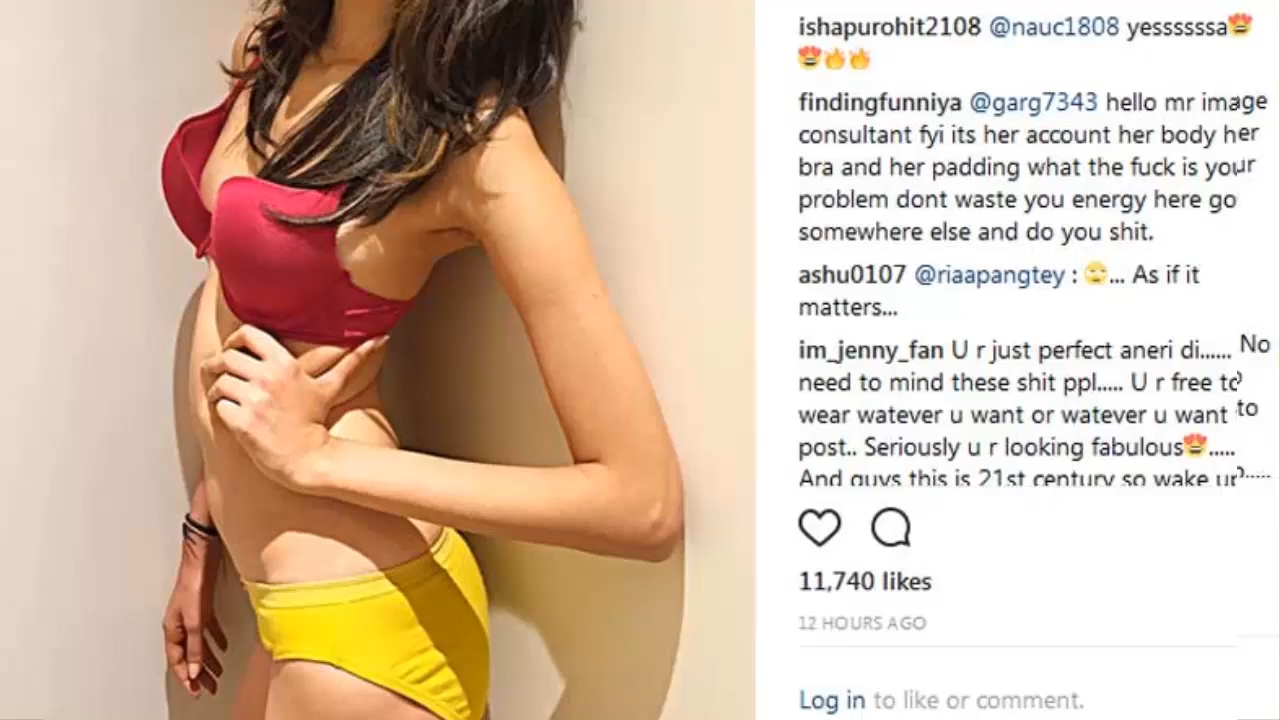 ishapurohit2108 @nauc1808 yessssssa😍
😍🔥🔥
findingfunniya @garg7343 hello mr image
consultant fyi its her account her body her
bra and her padding what the fuck is your
problem dont waste you energy here go
somewhere else and do you shit.
ashu0107 @riaapangtey : 🙄... As if it
matters...
im_jenny_fan U r just perfect aneri di...... No
need to mind these shit ppl..... U r free to
wear watever u want or watever u want to
post.. Seriously u r looking fabulous😍.....
And guys this is 21st century so wake up.....
11,740 likes
12 HOURS AGO
Log in to like or comment.